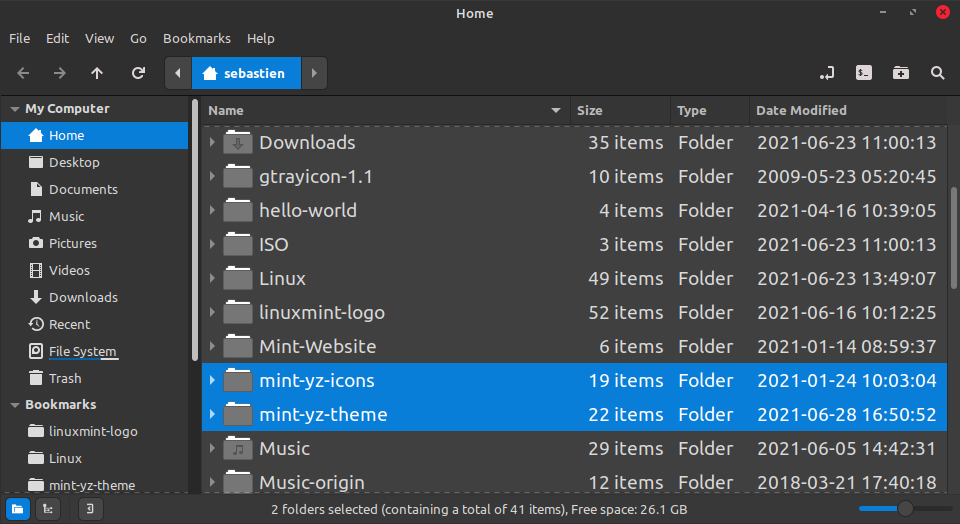 Home
File Edit View Go Bookmarks Help
sebastien
My Computer
Home
Desktop
Documents
Music
Pictures
Videos
Downloads
Recent
File System
Trash
Bookmarks
linuxmint-logo
Linux
mint-yz-theme
Name Size Type Date Modified
Downloads 35 items Folder 2021-06-23 11:00:13
gtrayicon-1.1 10 items Folder 2009-05-23 05:20:45
hello-world 4 items Folder 2021-04-16 10:39:05
ISO 3 items Folder 2021-06-23 11:00:13
Linux 49 items Folder 2021-06-23 13:49:07
linuxmint-logo 52 items Folder 2021-06-16 10:12:25
Mint-Website 6 items Folder 2021-01-14 08:59:37
mint-yz-icons 19 items Folder 2021-01-24 10:03:04
mint-yz-theme 22 items Folder 2021-06-28 16:50:52
Music 29 items Folder 2021-06-05 14:42:31
Music-origin 12 items Folder 2018-03-21 17:40:18
2 folders selected (containing a total of 41 items), Free space: 26.1 GB